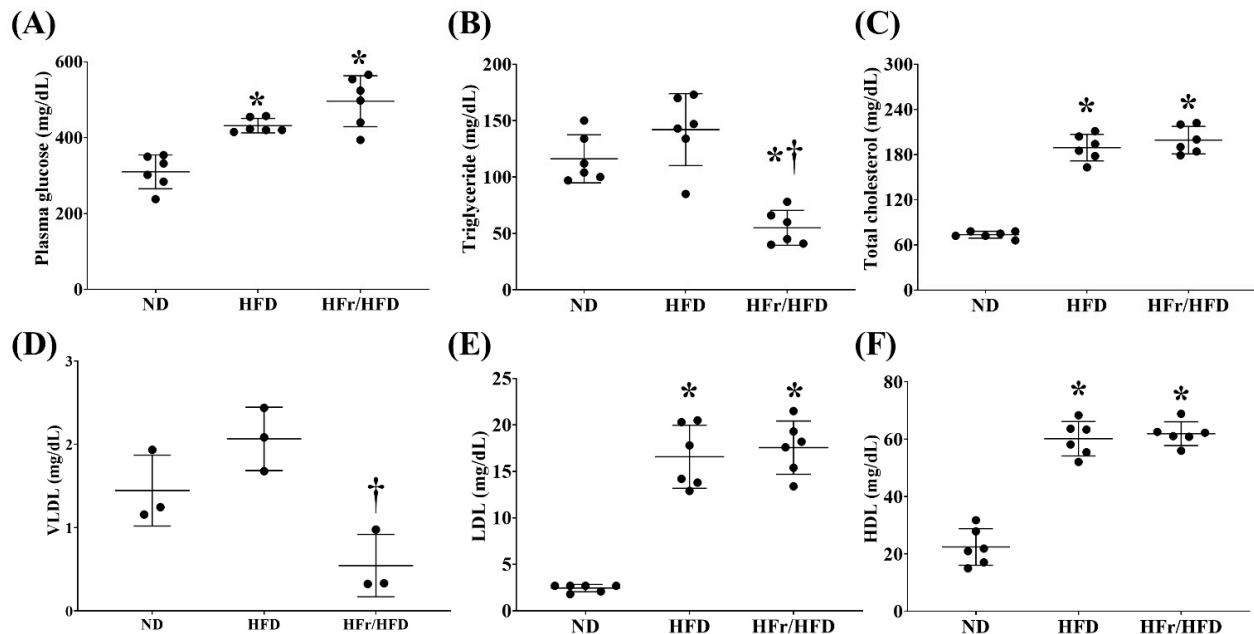 (A)
Plasma glucose (mg/dL)
600
400
200
0
*
*
ND
HFD
HFr/HFD
(B)
Triglyceride (mg/dL)
200
150
100
50
0
*†
ND
HFD
HFr/HFD
(C)
Total cholesterol (mg/dL)
300
240
180
120
60
0
*
*
ND
HFD
HFr/HFD
(D)
VLDL (mg/dL)
3
2
1
0
†
ND
HFD
HFr/HFD
(E)
LDL (mg/dL)
25
20
15
10
5
0
*
*
ND
HFD
HFr/HFD
(F)
HDL (mg/dL)
80
60
40
20
0
*
*
ND
HFD
HFr/HFD